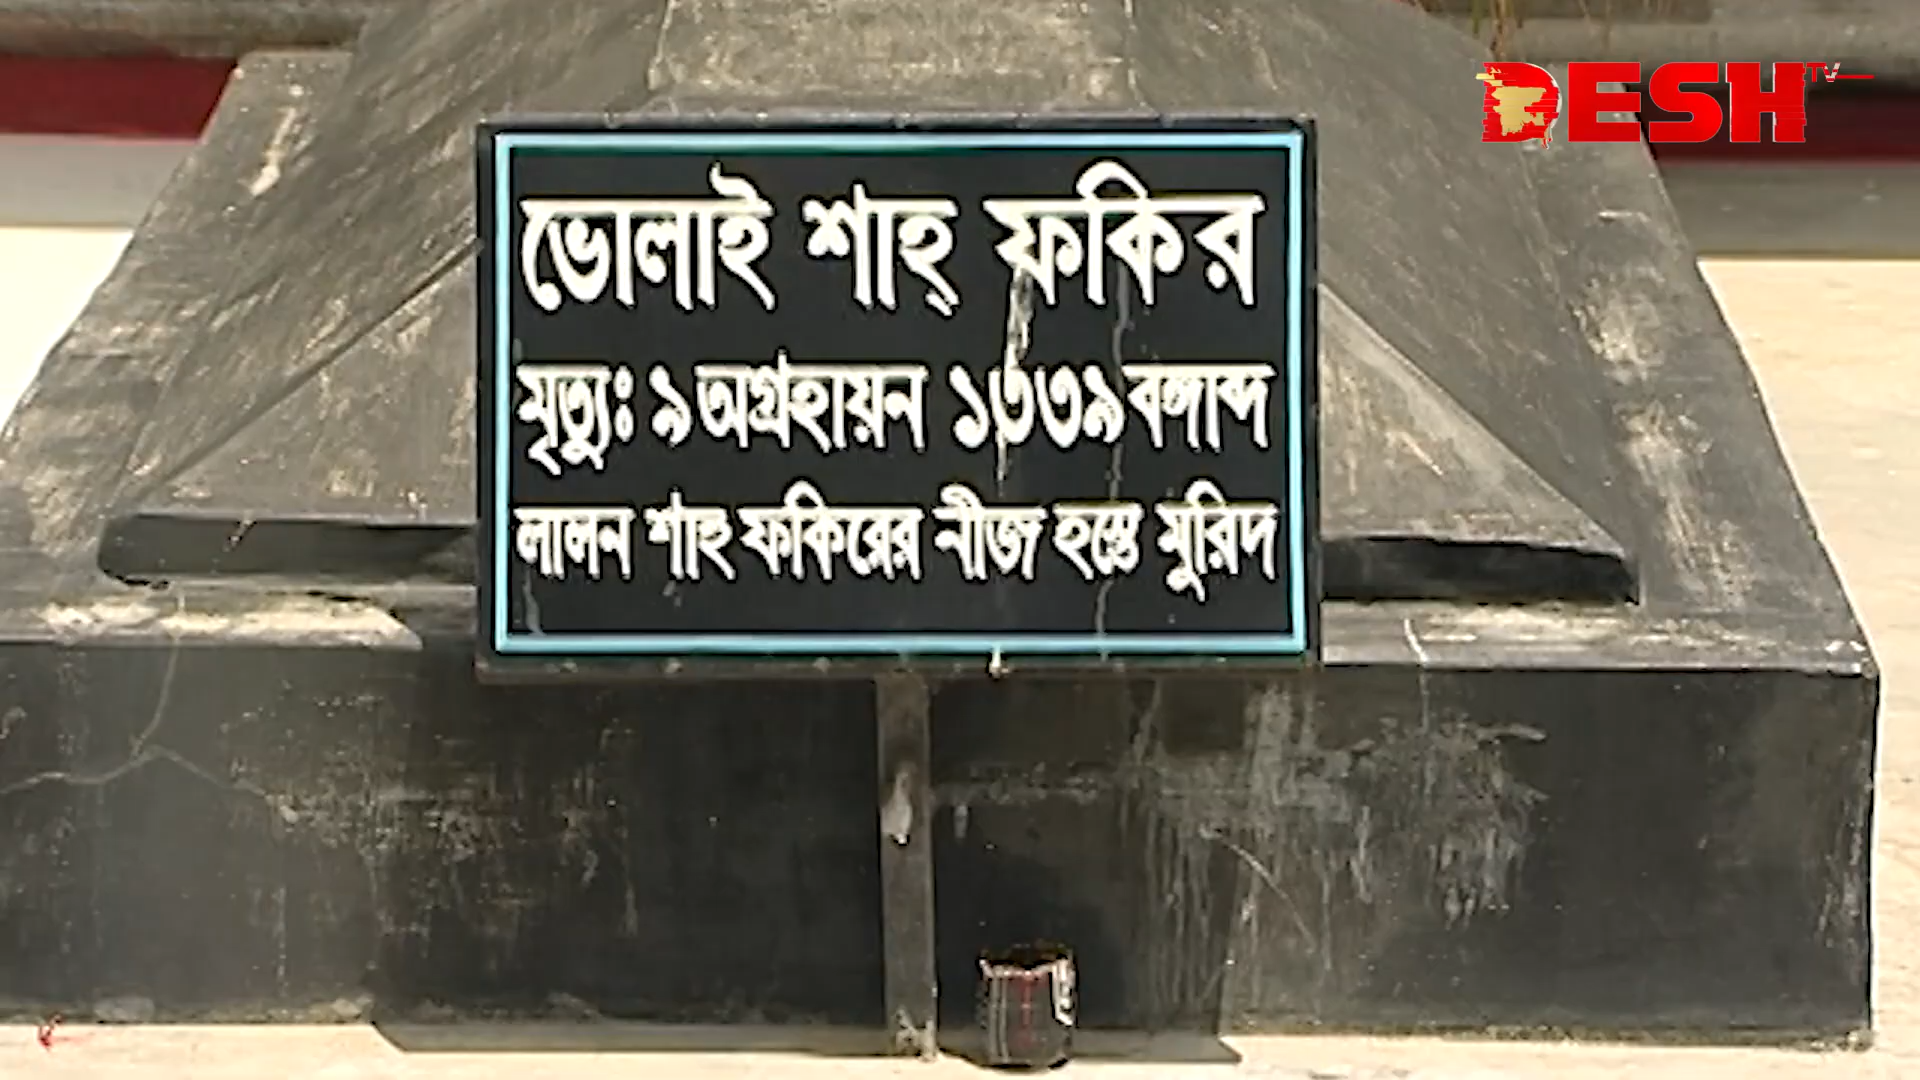 DESH TV
ভোলাই শাহ্ ফকির
মৃত্যুঃ ৯ অগ্রহায়ন ১৩৩৯ বঙ্গাব্দ
লালন শাহ ফকিরের নীজ হস্তে মুরিদ